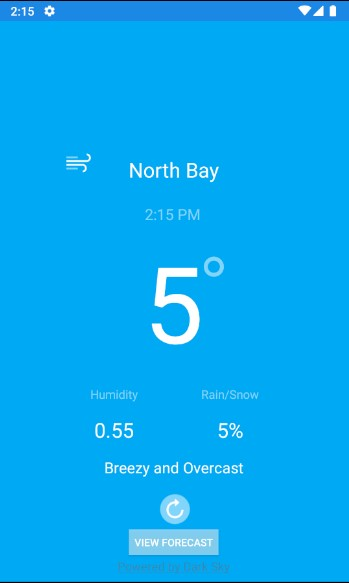 2:15
North Bay
2:15 PM
5°
Humidity Rain/Snow
0.55 5%
Breezy and Overcast
VIEW FORECAST
Powered by Dark Sky